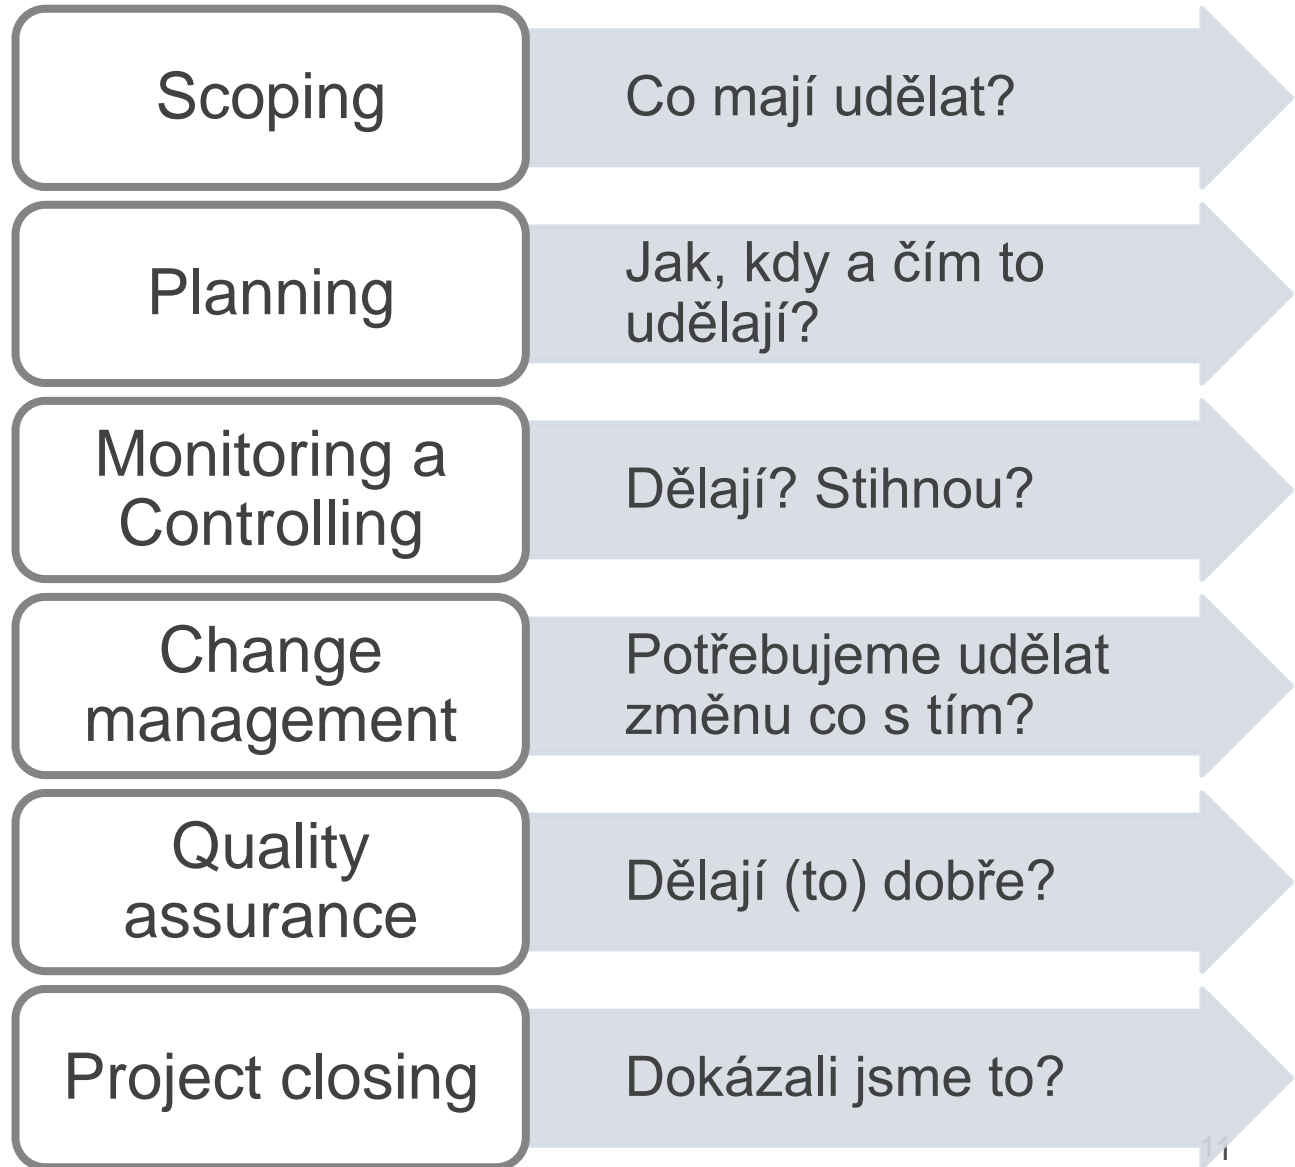 Scoping
Co mají udělat?
Planning
Jak, kdy a čím to
udělají?
Monitoring a
Controlling
Dělají? Stihnou?
Change
management
Potřebujeme udělat
změnu co s tím?
Quality
assurance
Dělají (to) dobře?
Project closing
Dokázali jsme to?
11